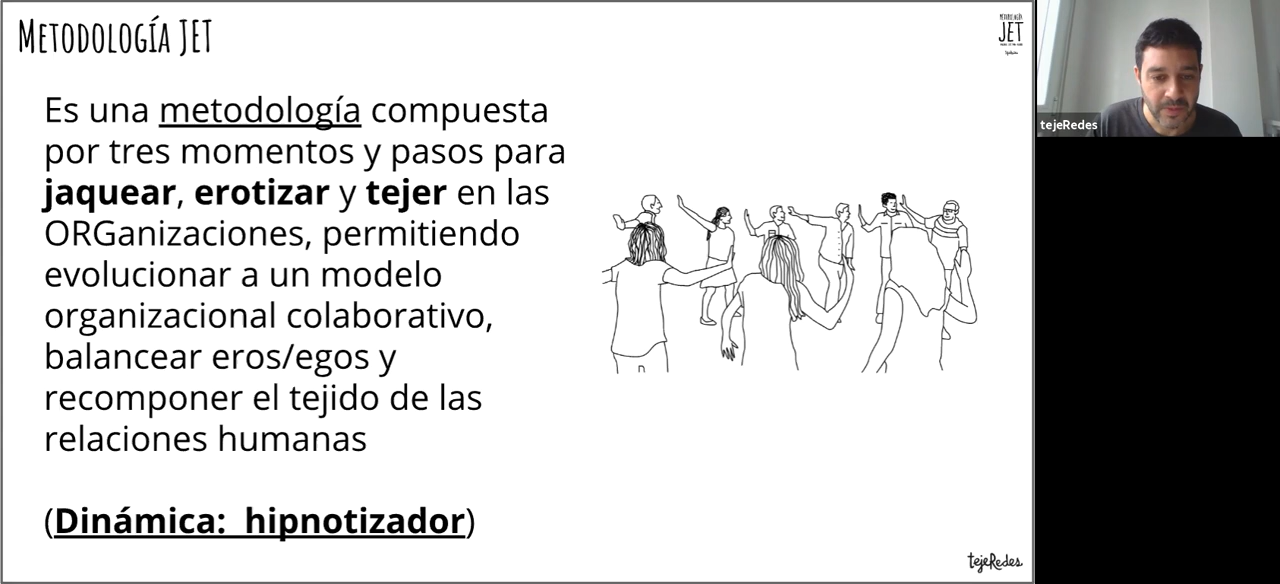 Metodología JET
JET
Es una metodología compuesta
por tres momentos y pasos para
jaquear, erotizar y tejer en las
ORGanizaciones, permitiendo
evolucionar a un modelo
organizacional colaborativo,
balancear eros/egos y
recomponer el tejido de las
relaciones humanas
(Dinámica: hipnotizador)
tejeRedes
tejeRedes